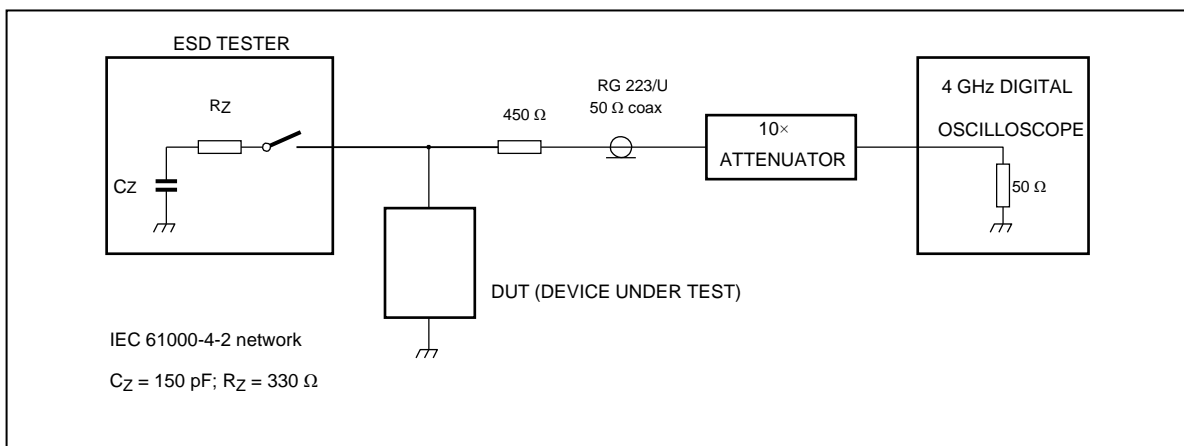 ESD TESTER
RZ
CZ
450 Ω
RG 223/U
50 Ω coax
10×
ATTENUATOR
4 GHz DIGITAL
OSCILLOSCOPE
50 Ω
DUT (DEVICE UNDER TEST)
IEC 61000-4-2 network
CZ = 150 pF; RZ = 330 Ω